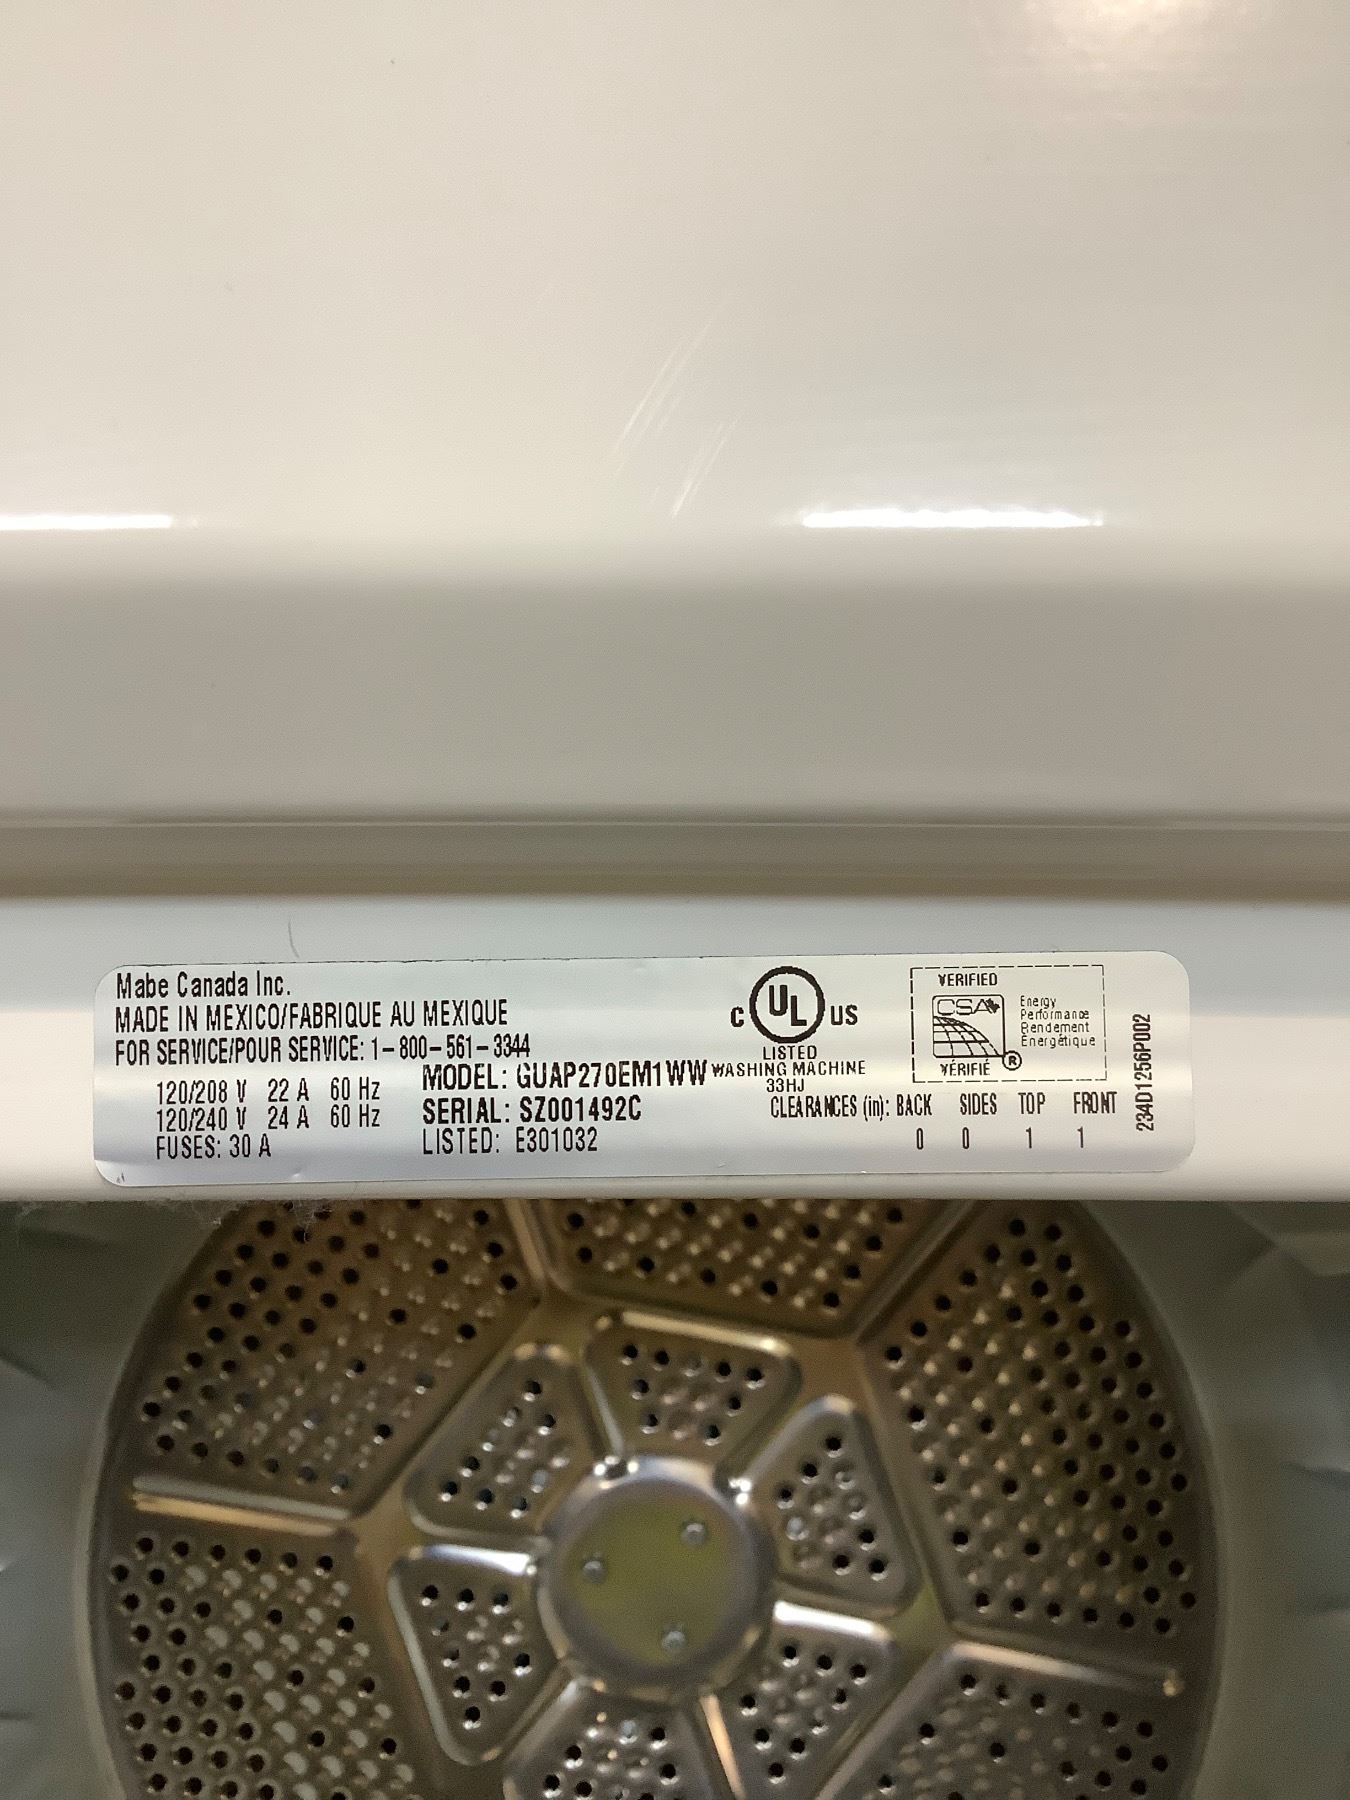 Mabe Canada Inc.
MADE IN MEXICO/FABRIQUE AU MEXIQUE
FOR SERVICE/POUR SERVICE: 1-800-561-3344
120/208 V 22 A 60 Hz
120/240 V 24 A 60 Hz
FUSES: 30 A
MODEL: GUAP270EM1WW
SERIAL: SZ001492C
LISTED: E301032
C UL US
LISTED
WASHING MACHINE
33HJ
VERIFIED
CSA
VÉRIFIÉ ®
Energy
Performance
Rendement
Énergétique
CLEARANCES (in): BACK SIDES TOP FRONT
0 0 1 1
234D1256P002